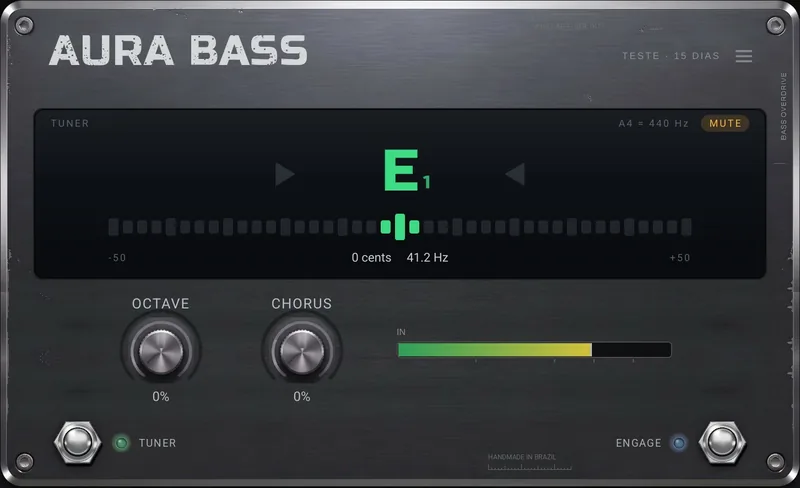 AURA BASS
TESTE · 15 DIAS
BASS OVERDRIVE
TUNER
A4 = 440 Hz
MUTE
E1
-50
0 cents 41.2 Hz
+50
OCTAVE
CHORUS
IN
0%
0%
TUNER
ENGAGE
HANDMADE IN BRAZIL